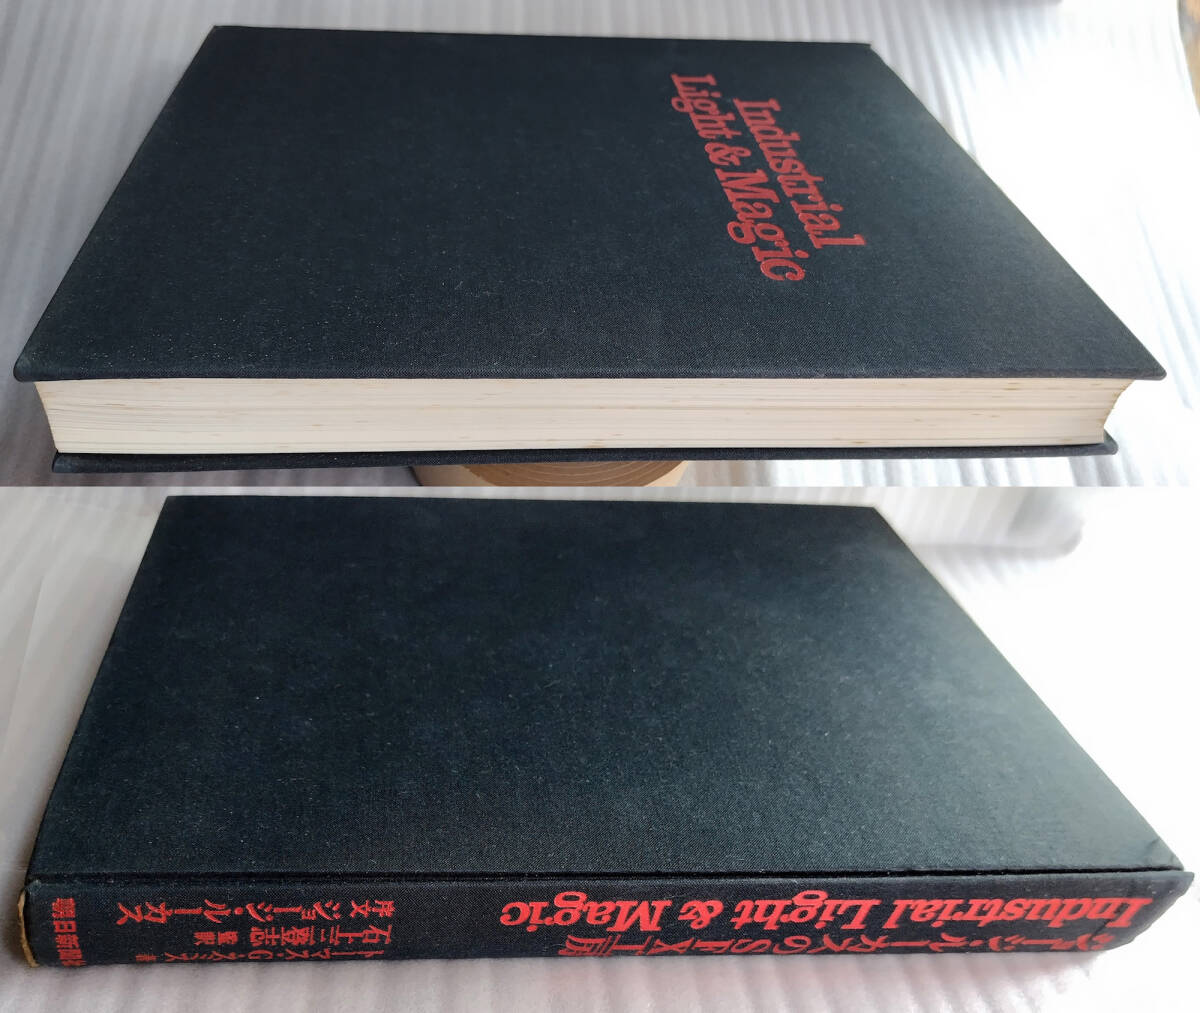 Industrial
Light & Magic
Industrial Light & Magic
ジョージ・ルーカスのSFX工房
序文 ジョージ・ルーカス
石上三登志 監訳
トーマス・G・スミス 著
朝日新聞社